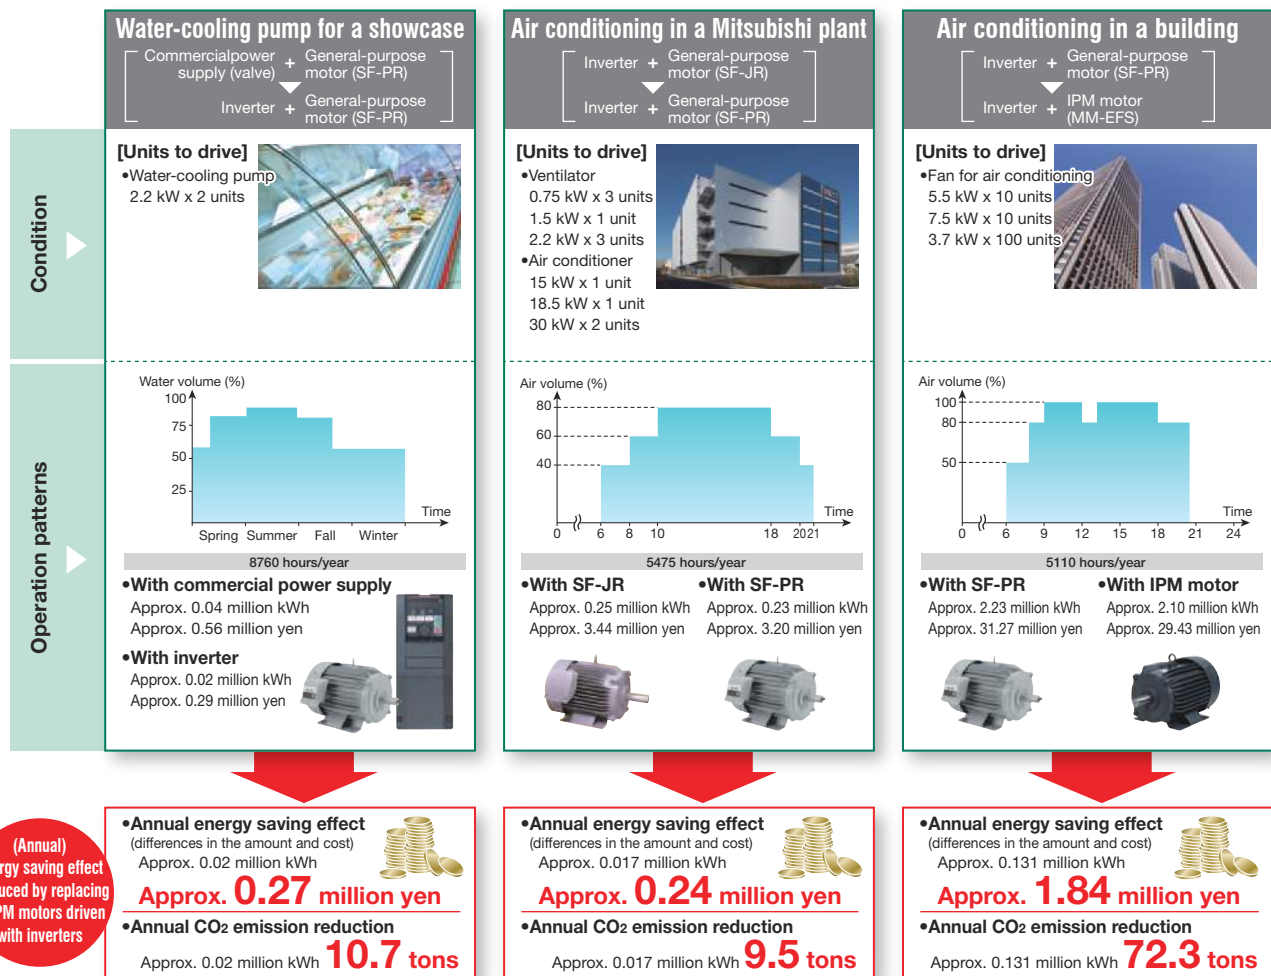 Water-cooling pump for a showcase
Commercialpower supply (valve) + General-purpose motor (SF-PR)
Inverter + General-purpose motor (SF-PR)
Air conditioning in a Mitsubishi plant
Inverter + General-purpose motor (SF-JR)
Inverter + General-purpose motor (SF-PR)
Air conditioning in a building
Inverter + General-purpose motor (SF-PR)
Inverter + IPM motor (MM-EFS)
Condition
[Units to drive]
•Water-cooling pump
2.2 kW x 2 units
[Units to drive]
•Ventilator
0.75 kW x 3 units
1.5 kW x 1 unit
2.2 kW x 3 units
•Air conditioner
15 kW x 1 unit
18.5 kW x 1 unit
30 kW x 2 units
[Units to drive]
•Fan for air conditioning
5.5 kW x 10 units
7.5 kW x 10 units
3.7 kW x 100 units
Operation patterns
Water volume (%)
100
75
50
25
Time
Spring Summer Fall Winter
8760 hours/year
•With commercial power supply
Approx. 0.04 million kWh
Approx. 0.56 million yen
•With inverter
Approx. 0.02 million kWh
Approx. 0.29 million yen
Air volume (%)
80
60
40
Time
0 6 8 10 18 2021
5475 hours/year
•With SF-JR
Approx. 0.25 million kWh
Approx. 3.44 million yen
•With SF-PR
Approx. 0.23 million kWh
Approx. 3.20 million yen
Air volume (%)
100
80
50
Time
0 6 9 12 15 18 21 24
5110 hours/year
•With SF-PR
Approx. 2.23 million kWh
Approx. 31.27 million yen
•With IPM motor
Approx. 2.10 million kWh
Approx. 29.43 million yen
(Annual)
rgy saving effect
uced by replacing
PM motors driven
with inverters
•Annual energy saving effect
(differences in the amount and cost)
Approx. 0.02 million kWh
Approx. 0.27 million yen
•Annual CO2 emission reduction
Approx. 0.02 million kWh 10.7 tons
•Annual energy saving effect
(differences in the amount and cost)
Approx. 0.017 million kWh
Approx. 0.24 million yen
•Annual CO2 emission reduction
Approx. 0.017 million kWh 9.5 tons
•Annual energy saving effect
(differences in the amount and cost)
Approx. 0.131 million kWh
Approx. 1.84 million yen
•Annual CO2 emission reduction
Approx. 0.131 million kWh 72.3 tons